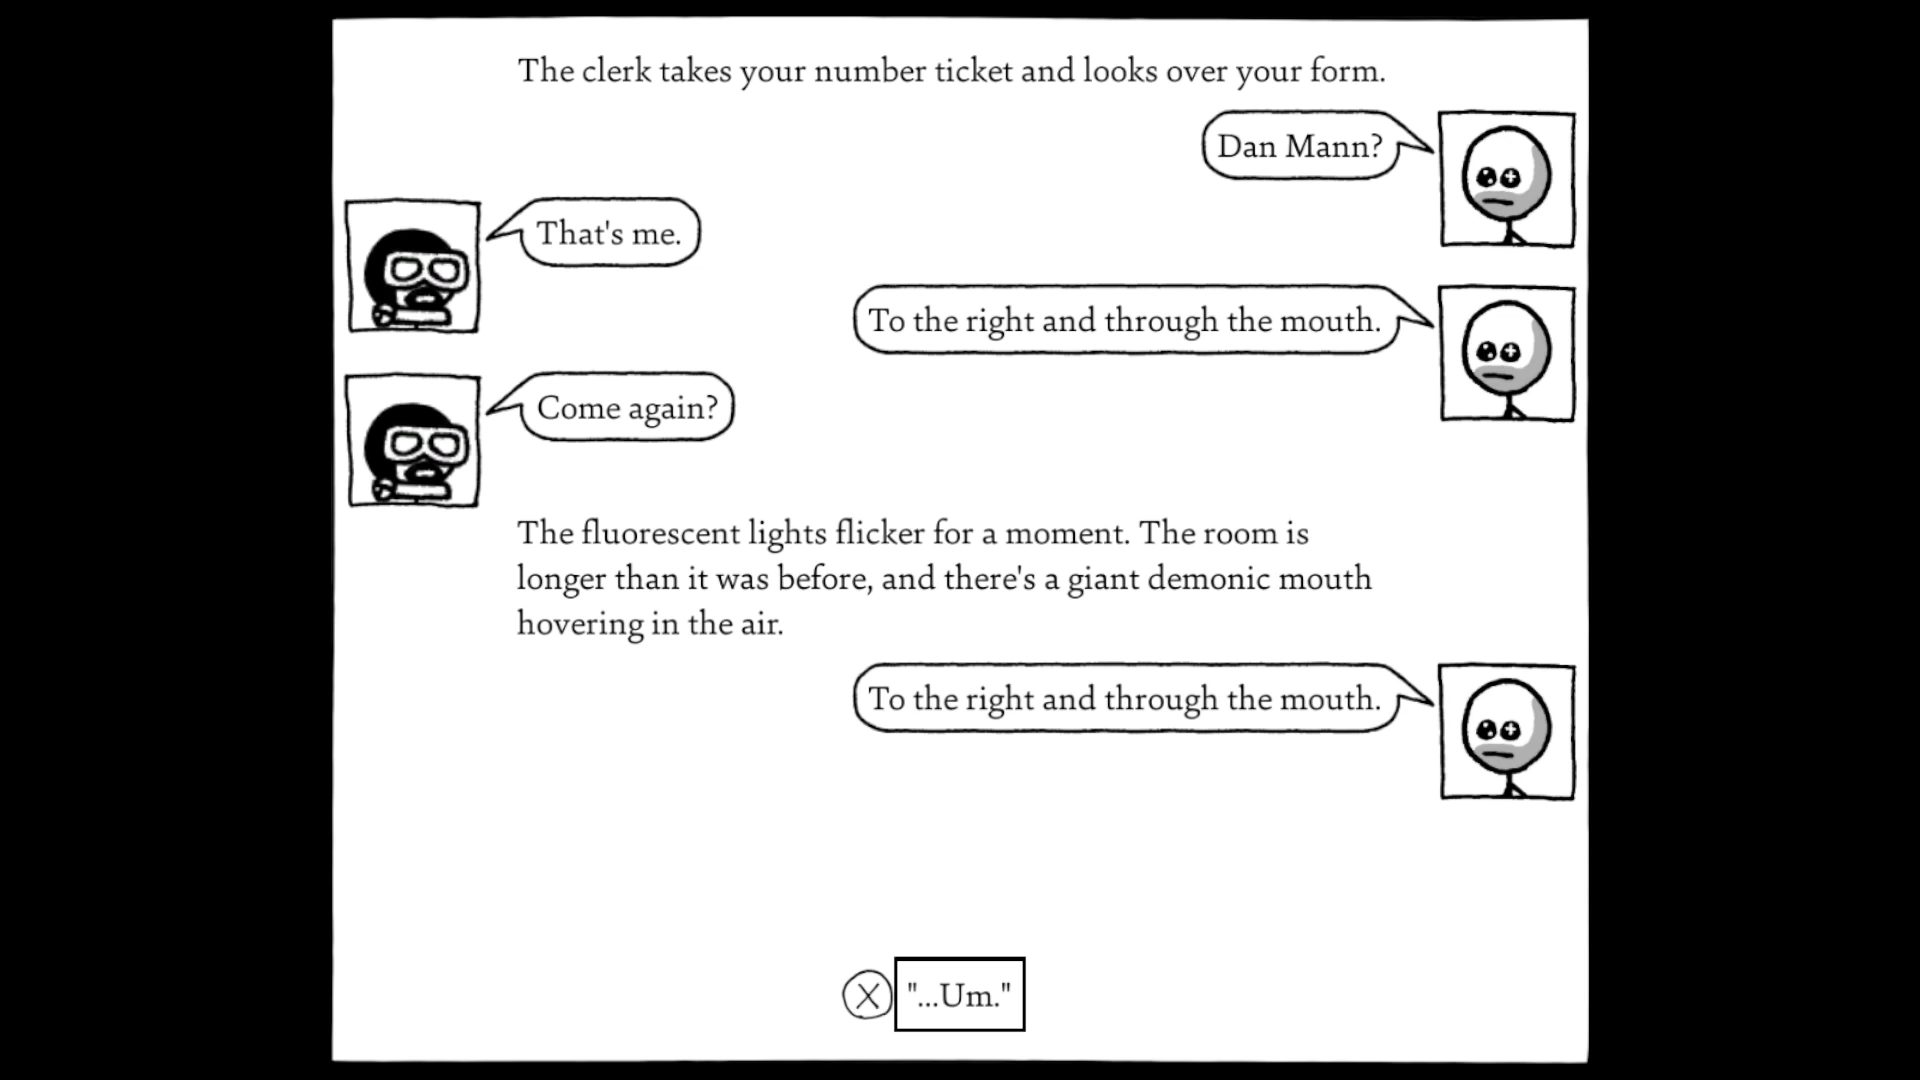 The clerk takes your number ticket and looks over your form.
Dan Mann?
That's me.
To the right and through the mouth.
Come again?
The fluorescent lights flicker for a moment. The room is
longer than it was before, and there's a giant demonic mouth
hovering in the air.
To the right and through the mouth.
X "...Um."